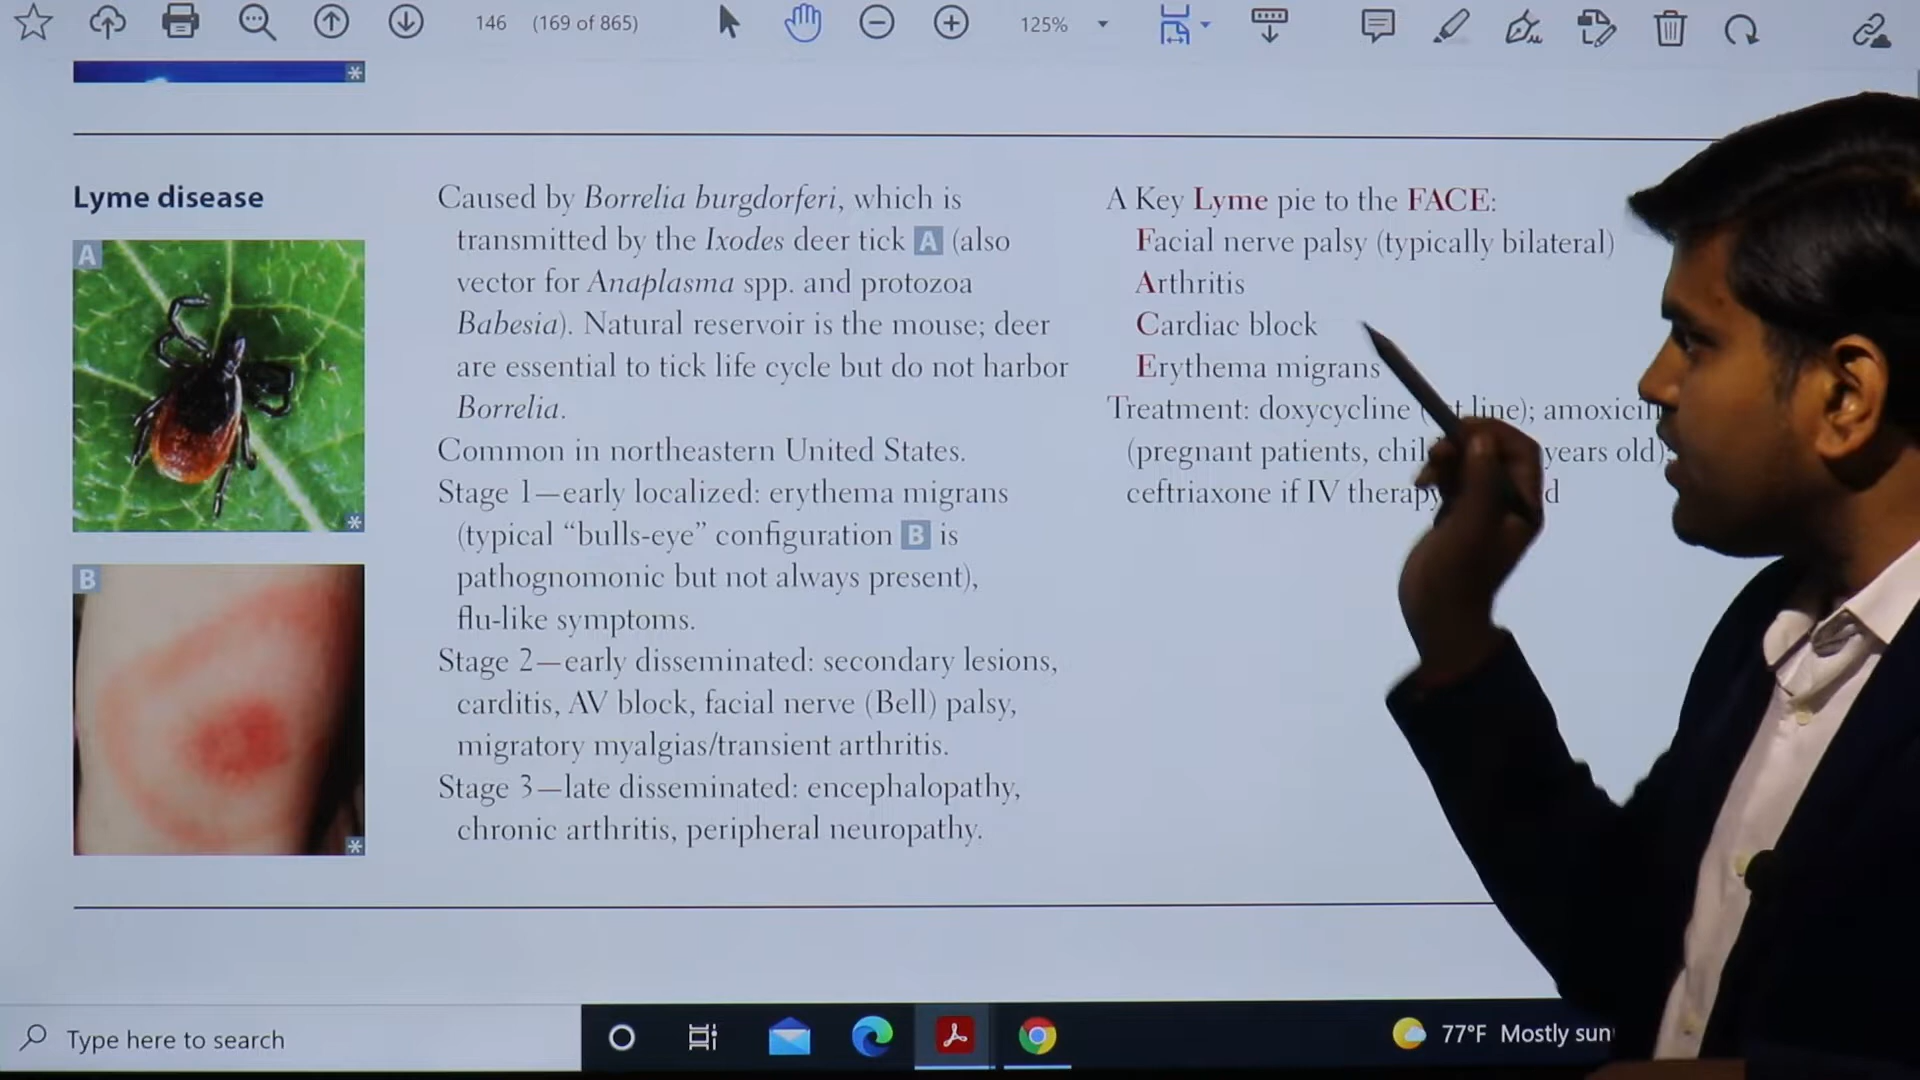 146 (169 of 865) 125%
Lyme disease
A
B
Caused by Borrelia burgdorferi, which is
transmitted by the Ixodes deer tick A (also
vector for Anaplasma spp. and protozoa
Babesia). Natural reservoir is the mouse; deer
are essential to tick life cycle but do not harbor
Borrelia.
Common in northeastern United States.
Stage 1—early localized: erythema migrans
(typical “bulls-eye” configuration B is
pathognomonic but not always present),
flu-like symptoms.
Stage 2—early disseminated: secondary lesions,
carditis, AV block, facial nerve (Bell) palsy,
migratory myalgias/transient arthritis.
Stage 3—late disseminated: encephalopathy,
chronic arthritis, peripheral neuropathy.
A Key Lyme pie to the FACE:
Facial nerve palsy (typically bilateral)
Arthritis
Cardiac block
Erythema migrans
Treatment: doxycycline line);
(pregnant patients, years old)
ceftriaxone if IV therapy
Type here to search
77°F Mostly